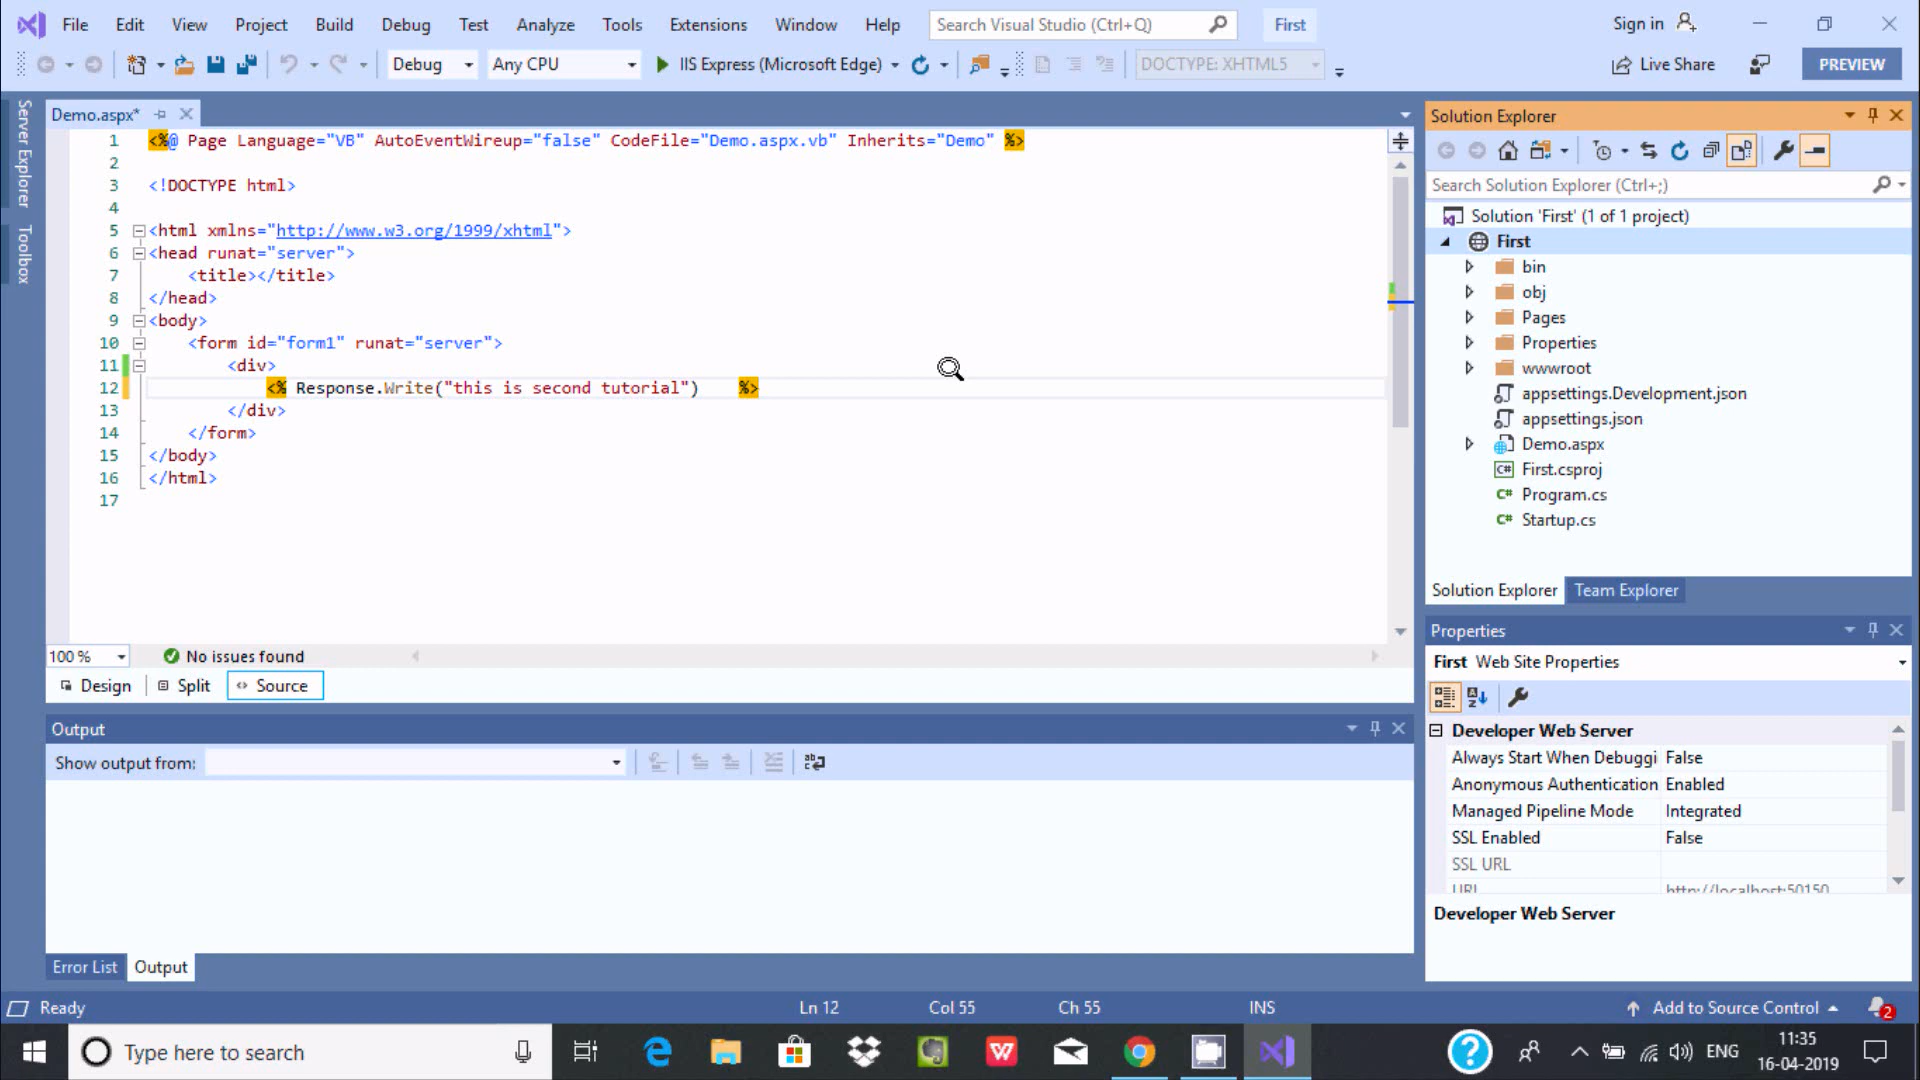 File Edit View Project Build Debug Test Analyze Tools Extensions Window Help Search Visual Studio (Ctrl+Q) First Sign in
Debug Any CPU IIS Express (Microsoft Edge) DOCTYPE: XHTML5 Live Share PREVIEW
Server Explorer
Toolbox
Demo.aspx*
1 <%@ Page Language="VB" AutoEventWireup="false" CodeFile="Demo.aspx.vb" Inherits="Demo" %>
2
3 <!DOCTYPE html>
4
5 <html xmlns="http://www.w3.org/1999/xhtml">
6 <head runat="server">
7 <title></title>
8 </head>
9 <body>
10 <form id="form1" runat="server">
11 <div>
12 <% Response.Write("this is second tutorial") %>
13 </div>
14 </form>
15 </body>
16 </html>
17
100 % No issues found
Design Split Source
Output
Show output from:
Error List Output
Solution Explorer
Search Solution Explorer (Ctrl+;)
Solution 'First' (1 of 1 project)
First
bin
obj
Pages
Properties
wwwroot
appsettings.Development.json
appsettings.json
Demo.aspx
First.csproj
Program.cs
Startup.cs
Solution Explorer Team Explorer
Properties
First Web Site Properties
Developer Web Server
Always Start When Debuggi False
Anonymous Authentication Enabled
Managed Pipeline Mode Integrated
SSL Enabled False
SSL URL
URL http://localhost:50150
Developer Web Server
Ready Ln 12 Col 55 Ch 55 INS Add to Source Control 2
Type here to search ENG 11:35
16-04-2019